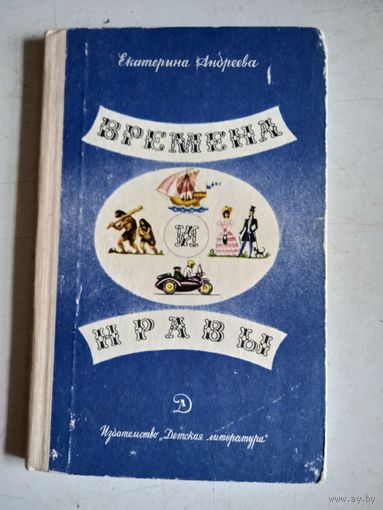 Екатерина Андреева
ВРЕМЕНА
И
НРАВЫ
Д
Издательство „Детская литература"
www.ay.by